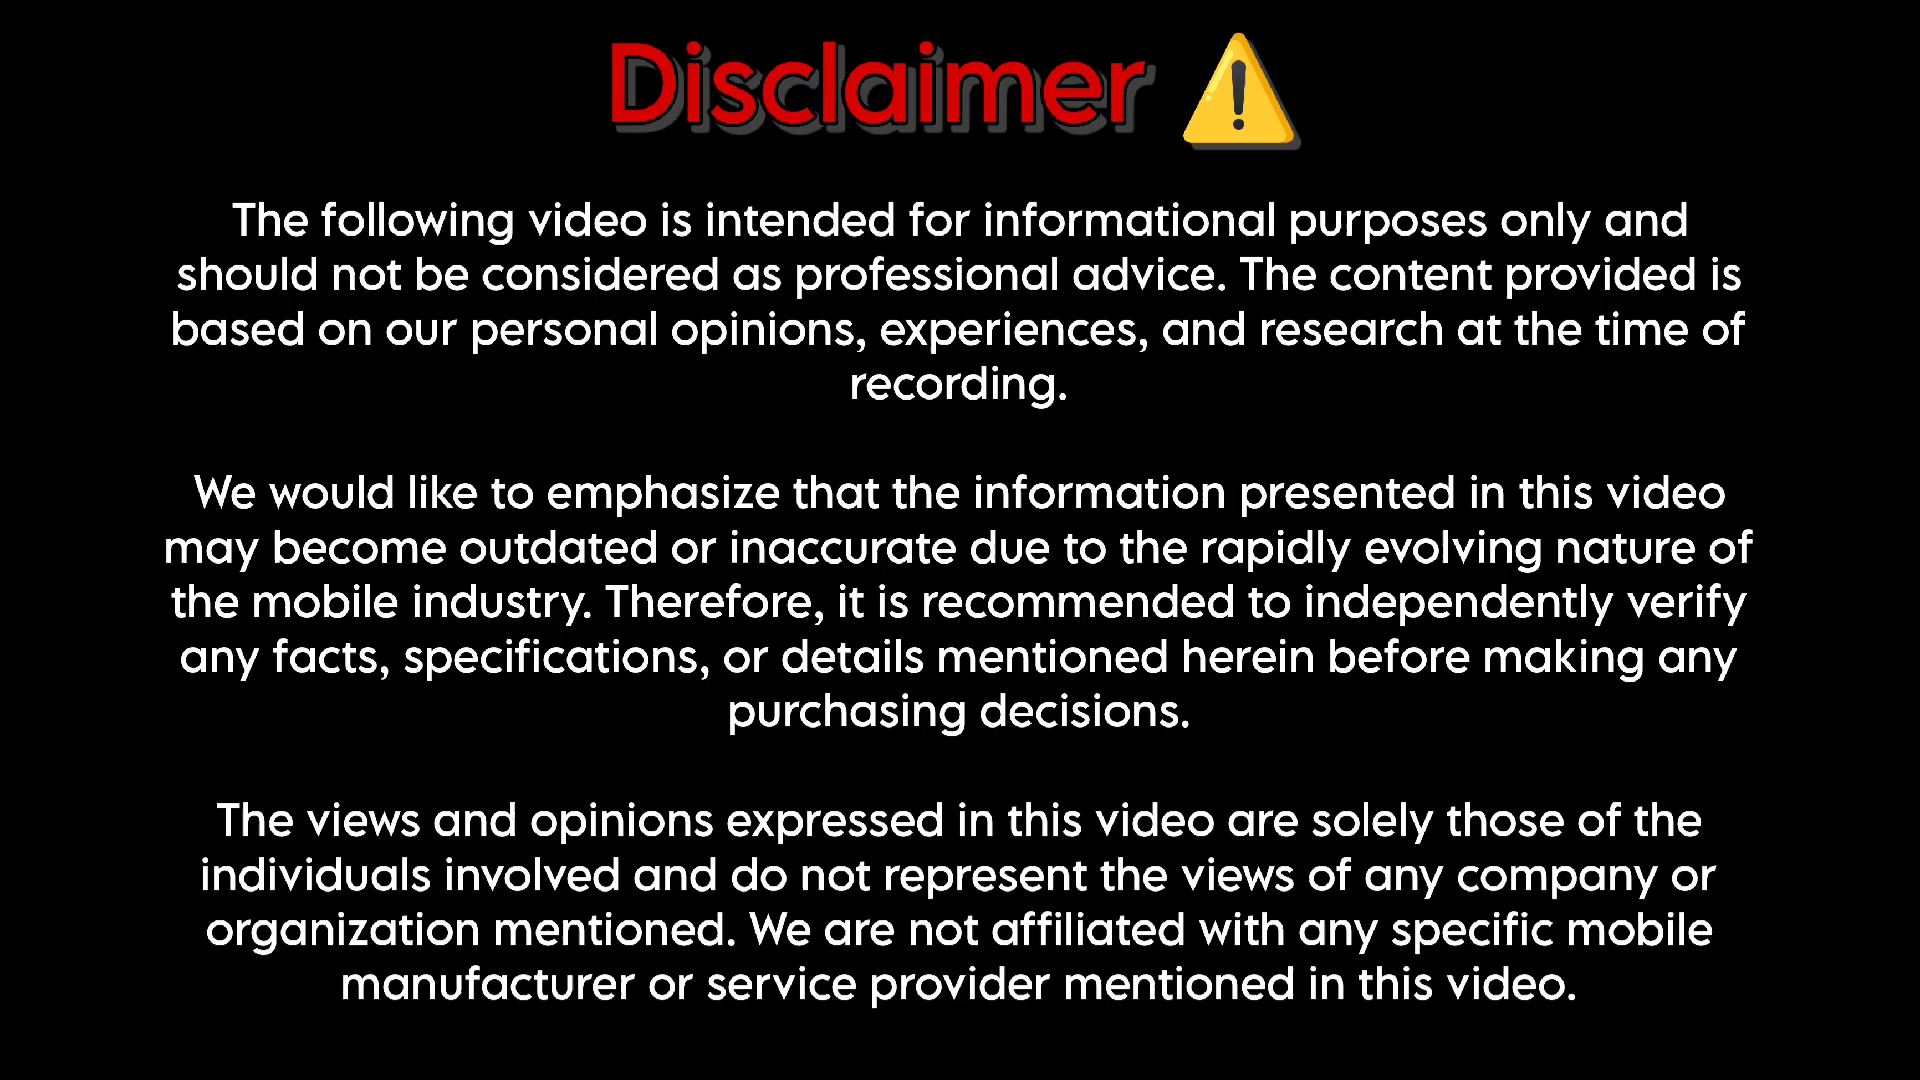 Disclaimer ⚠️
The following video is intended for informational purposes only and
should not be considered as professional advice. The content provided is
based on our personal opinions, experiences, and research at the time of
recording.
We would like to emphasize that the information presented in this video
may become outdated or inaccurate due to the rapidly evolving nature of
the mobile industry. Therefore, it is recommended to independently verify
any facts, specifications, or details mentioned herein before making any
purchasing decisions.
The views and opinions expressed in this video are solely those of the
individuals involved and do not represent the views of any company or
organization mentioned. We are not affiliated with any specific mobile
manufacturer or service provider mentioned in this video.